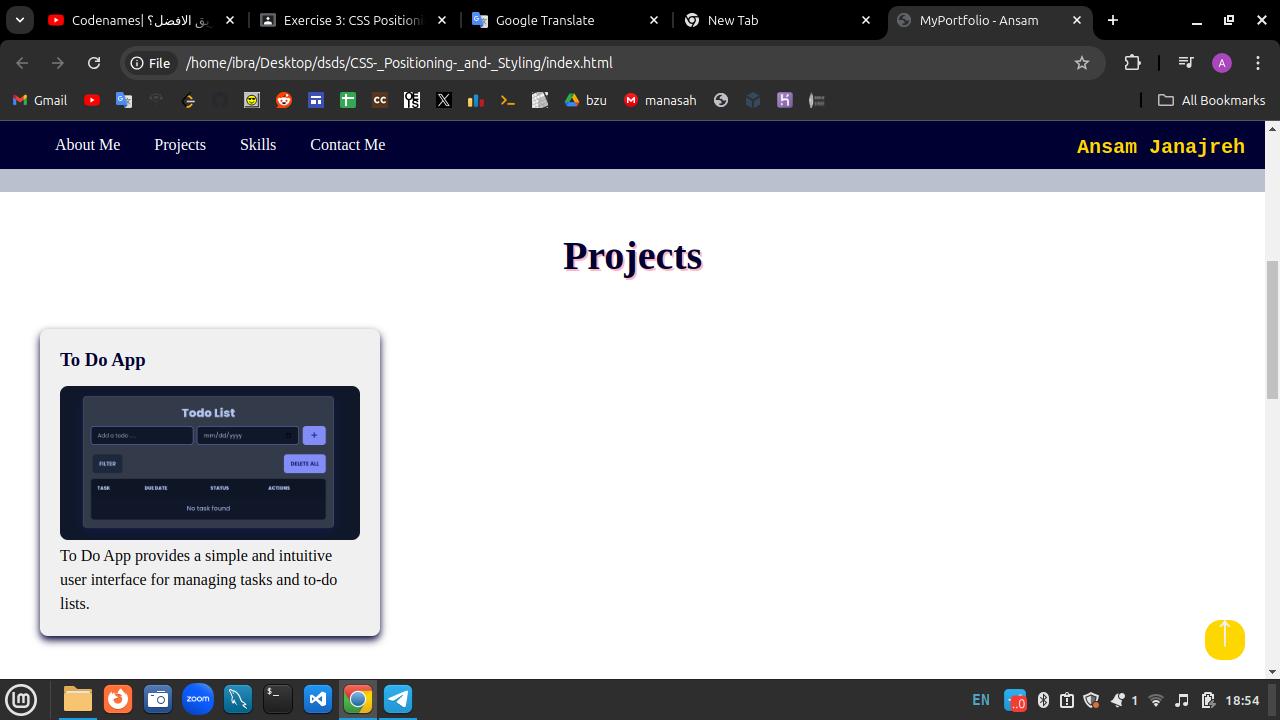 Codenames| ريق الافضل؟
Exercise 3: CSS Positioni
Google Translate
New Tab
MyPortfolio - Ansam
File
/home/ibra/Desktop/dsds/CSS-_Positioning-_and-_Styling/index.html
A
Gmail
CC
bzu
manasah
All Bookmarks
About Me
Projects
Skills
Contact Me
Ansam Janajreh
Projects
To Do App
Todo List
Add a todo ...
mm/dd/yyyy
+
FILTER
DELETE ALL
TASK
DUE DATE
STATUS
ACTIONS
No task found
To Do App provides a simple and intuitive
user interface for managing tasks and to-do
lists.
zoom
EN
..0
1
18:54